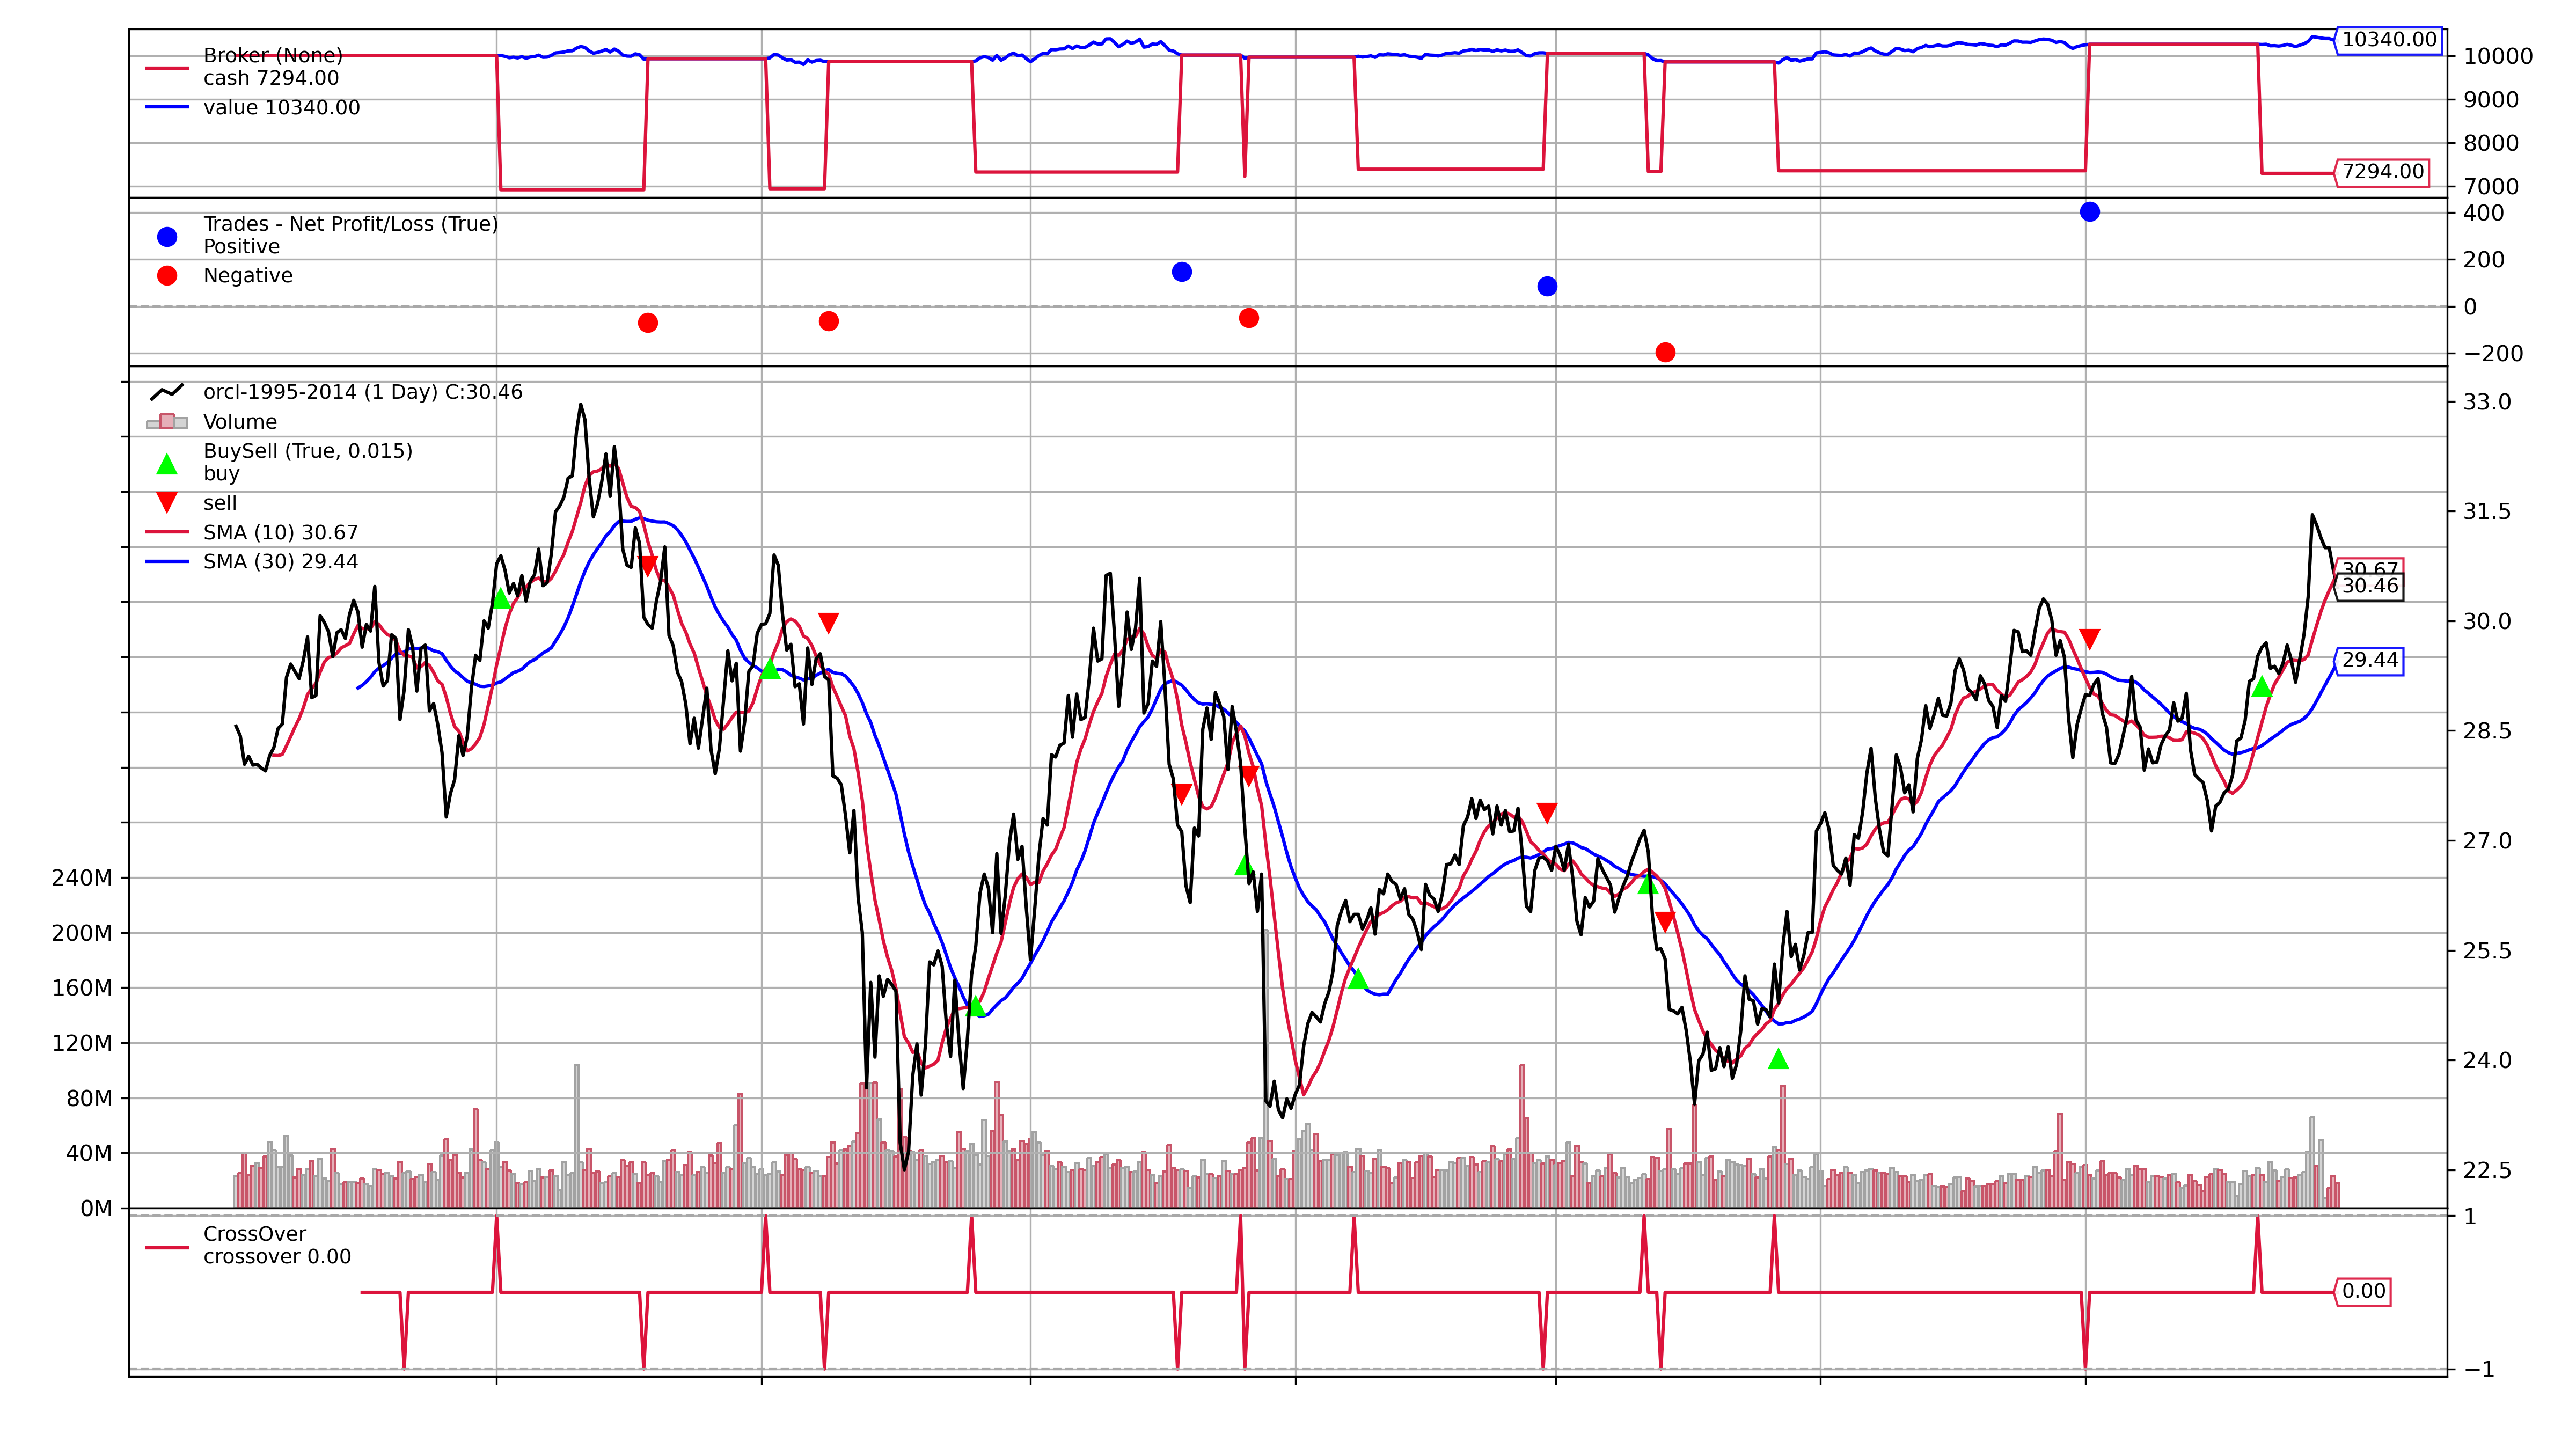 Broker (None)
cash 7294.00
value 10340.00
10340.00
7294.00
10000
9000
8000
7000
Trades - Net Profit/Loss (True)
Positive
Negative
400
200
0
−200
orcl-1995-2014 (1 Day) C:30.46
Volume
BuySell (True, 0.015)
buy
sell
SMA (10) 30.67
SMA (30) 29.44
30.67
30.46
29.44
33.0
31.5
30.0
28.5
27.0
25.5
24.0
22.5
240M
200M
160M
120M
80M
40M
0M
CrossOver
crossover 0.00
0.00
1
−1